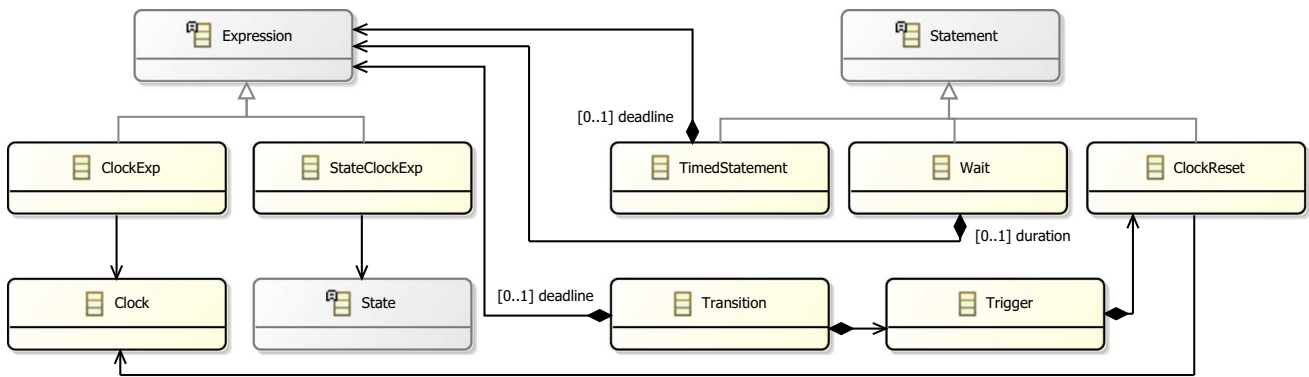 Expression
Statement
[0..1] deadline
ClockExp
StateClockExp
TimedStatement
Wait
ClockReset
[0..1] duration
Clock
State
[0..1] deadline
Transition
Trigger